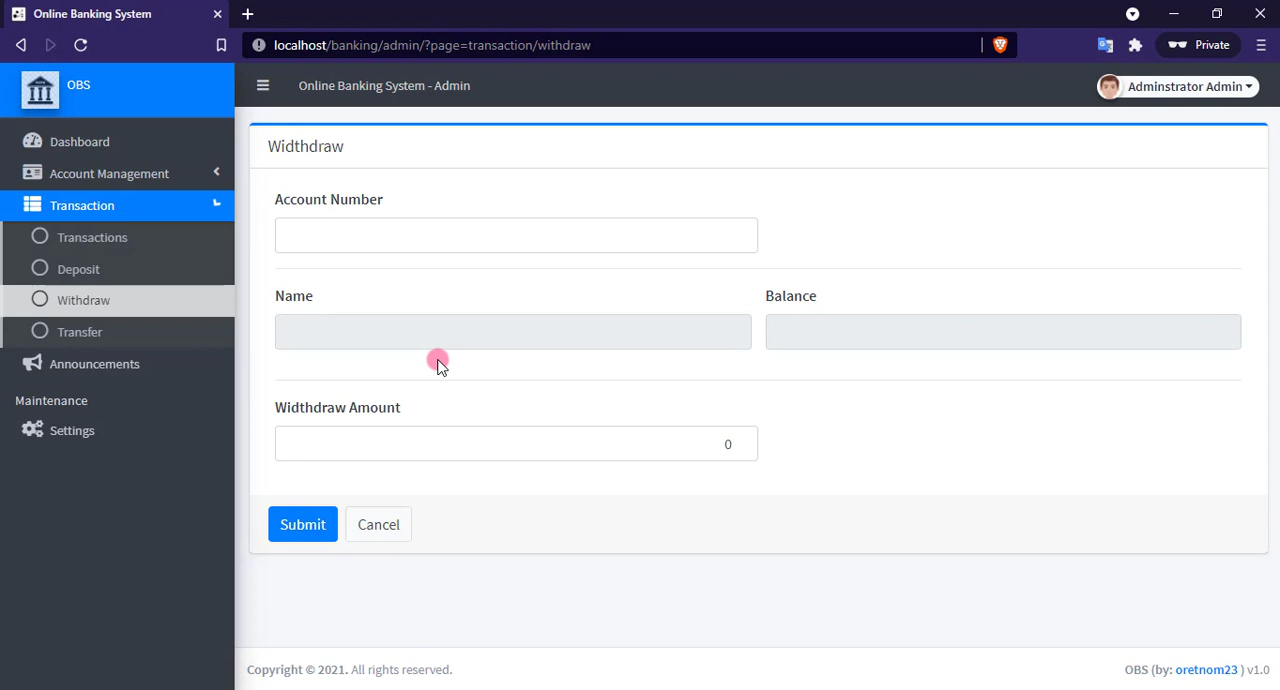 Online Banking System
localhost/banking/admin/?page=transaction/withdraw
Private
OBS
Online Banking System - Admin
Adminstrator Admin
Dashboard
Account Management
Transaction
Transactions
Deposit
Withdraw
Transfer
Announcements
Maintenance
Settings
Widthdraw
Account Number
Name
Balance
Widthdraw Amount
0
Submit
Cancel
Copyright © 2021. All rights reserved.
OBS (by: oretnom23 ) v1.0